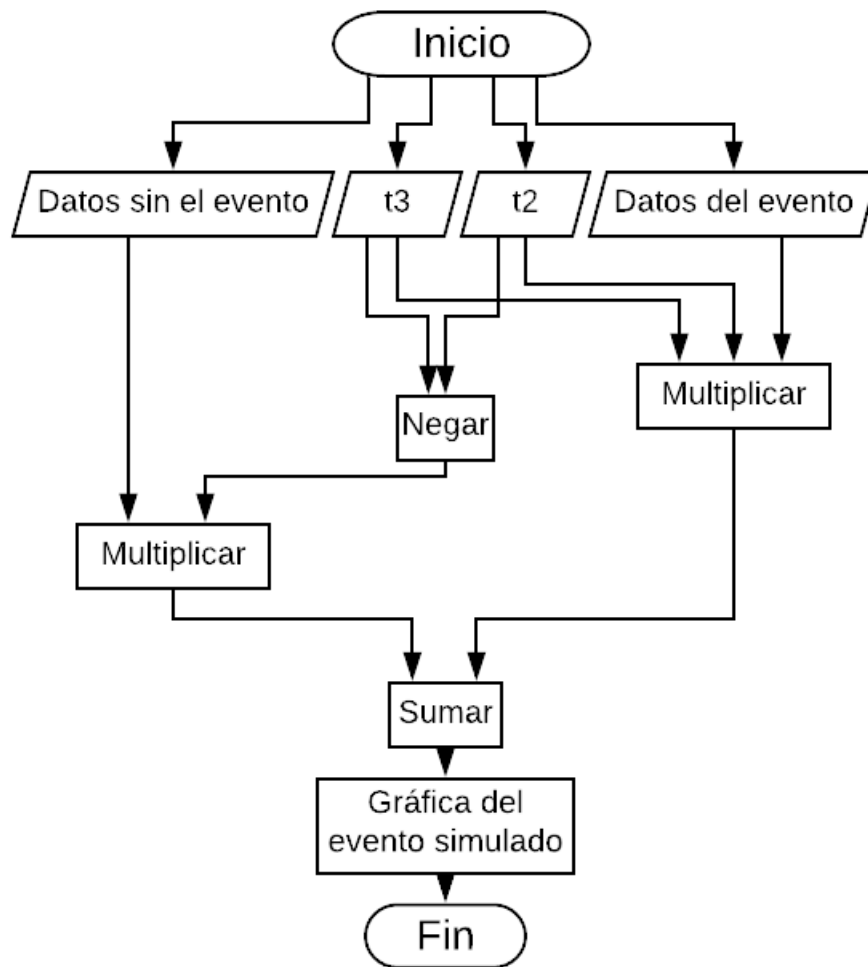 Inicio
Datos sin el evento
t3
t2
Datos del evento
Multiplicar
Negar
Multiplicar
Sumar
Gráfica del
evento simulado
Fin